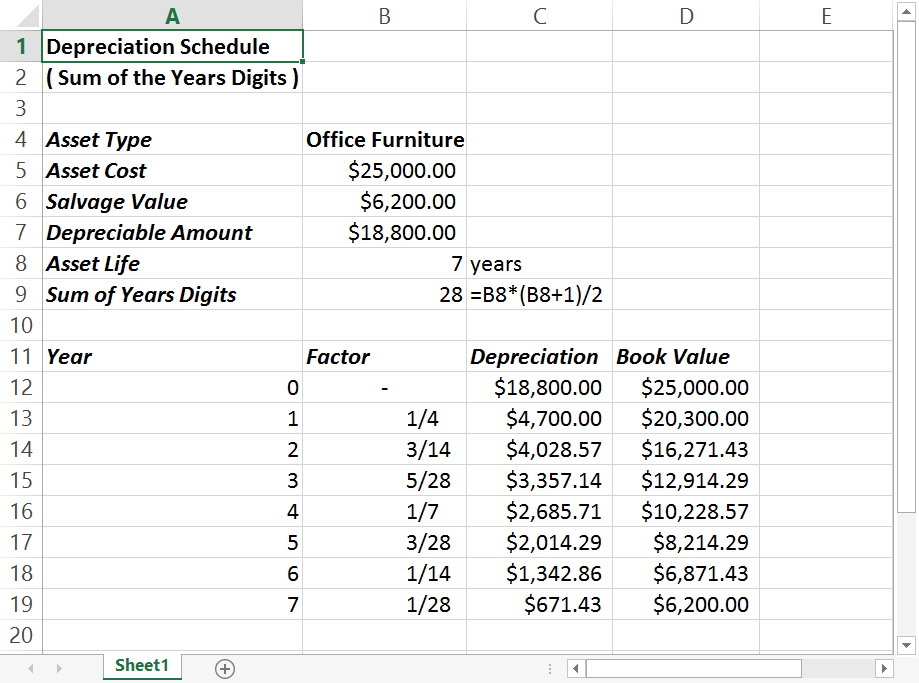 A B C D E
1 Depreciation Schedule
2 ( Sum of the Years Digits )
3
4 Asset Type Office Furniture
5 Asset Cost $25,000.00
6 Salvage Value $6,200.00
7 Depreciable Amount $18,800.00
8 Asset Life 7 years
9 Sum of Years Digits 28 =B8*(B8+1)/2
10
11 Year Factor Depreciation Book Value
12 0 - $18,800.00 $25,000.00
13 1 1/4 $4,700.00 $20,300.00
14 2 3/14 $4,028.57 $16,271.43
15 3 5/28 $3,357.14 $12,914.29
16 4 1/7 $2,685.71 $10,228.57
17 5 3/28 $2,014.29 $8,214.29
18 6 1/14 $1,342.86 $6,871.43
19 7 1/28 $671.43 $6,200.00
20
Sheet1